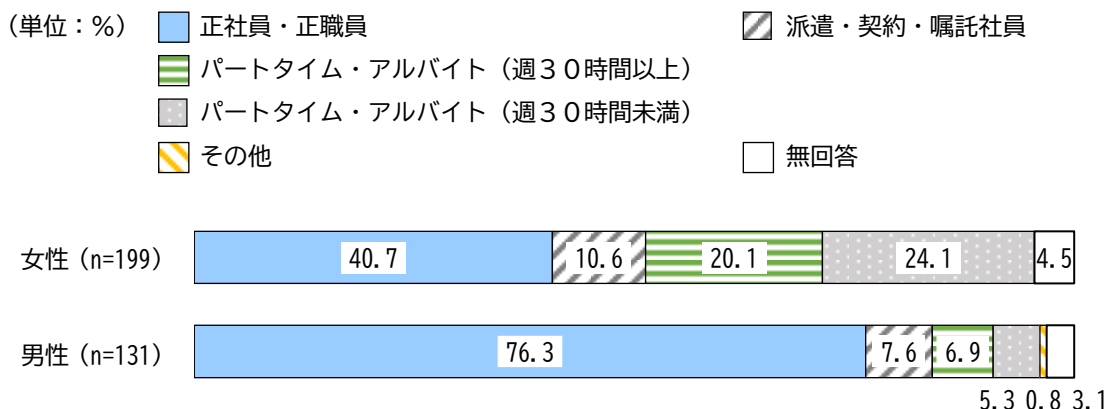 （単位：％） 正社員・正職員 派遣・契約・嘱託社員
パートタイム・アルバイト（週３０時間以上）
パートタイム・アルバイト（週３０時間未満）
その他 無回答
女性 (n=199) 40.7 10.6 20.1 24.1 4.5
男性 (n=131) 76.3 7.6 6.9
5.3 0.8 3.1